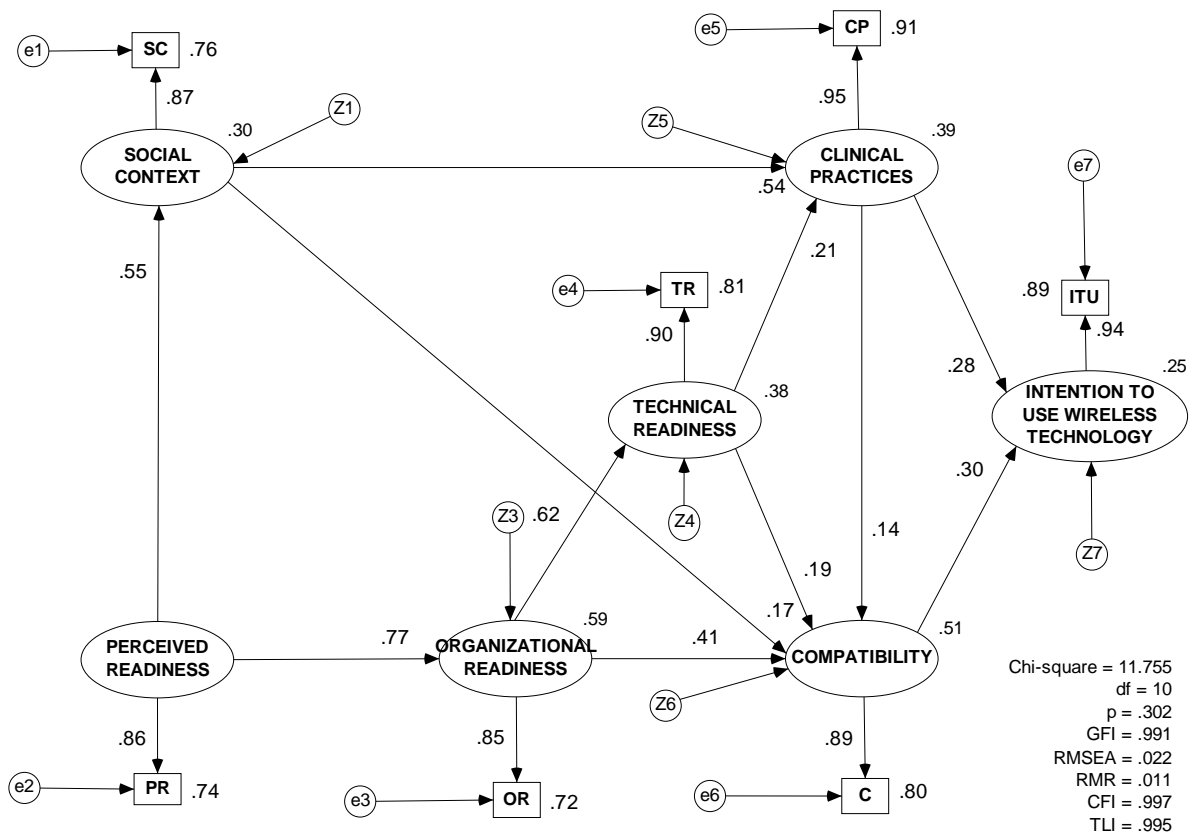 e1
SC
.76
.87
e5
CP
.91
.95
.30
Z1
Z5
.39
SOCIAL
CONTEXT
CLINICAL
PRACTICES
.54
e7
.55
.21
e4
TR
.81
.89
ITU
.90
.94
.28
.25
.38
TECHNICAL
READINESS
INTENTION TO
USE WIRELESS
TECHNOLOGY
.30
Z3
.62
Z4
.14
Z7
.19
.17
.59
.51
PERCEIVED
READINESS
.77
ORGANIZATIONAL
READINESS
.41
COMPATIBILITY
Z6
.86
.85
.89
e2
PR
.74
e3
OR
.72
e6
C
.80
Chi-square = 11.755
df = 10
p = .302
GFI = .991
RMSEA = .022
RMR = .011
CFI = .997
TLI = .995